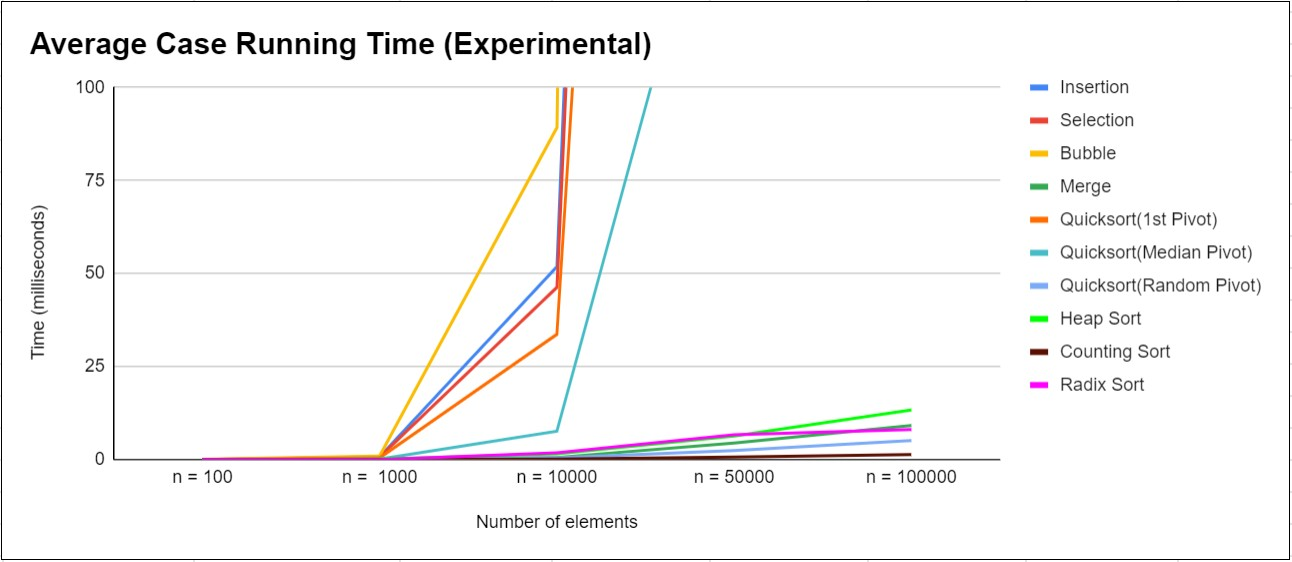 Average Case Running Time (Experimental)
Time (milliseconds)
100
75
50
25
0
n = 100
n = 1000
n = 10000
n = 50000
n = 100000
Number of elements
Insertion
Selection
Bubble
Merge
Quicksort(1st Pivot)
Quicksort(Median Pivot)
Quicksort(Random Pivot)
Heap Sort
Counting Sort
Radix Sort